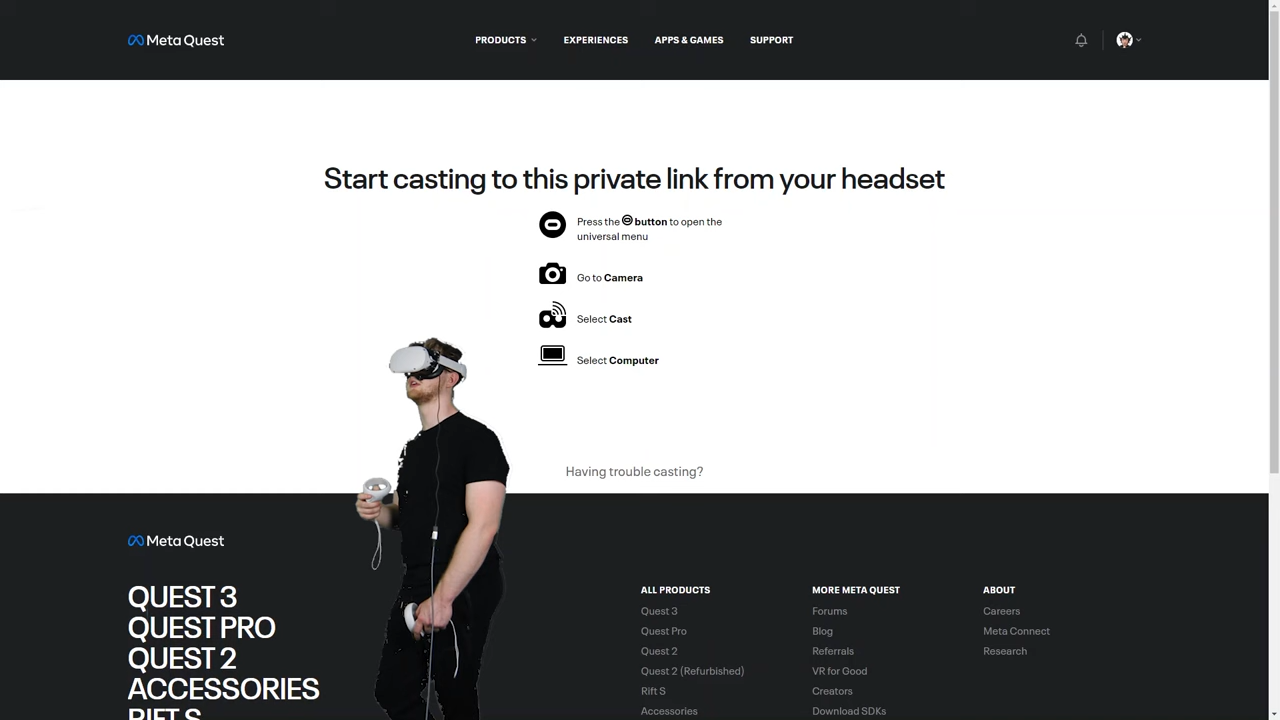 Meta Quest
PRODUCTS
EXPERIENCES
APPS & GAMES
SUPPORT
Start casting to this private link from your headset
Press the button to open the
universal menu
Go to Camera
Select Cast
Select Computer
Having trouble casting?
Meta Quest
QUEST 3
QUEST PRO
QUEST 2
ACCESSORIES
RIFT S
ALL PRODUCTS
Quest 3
Quest Pro
Quest 2
Quest 2 (Refurbished)
Rift S
Accessories
MORE META QUEST
Forums
Blog
Referrals
VR for Good
Creators
Download SDKs
ABOUT
Careers
Meta Connect
Research